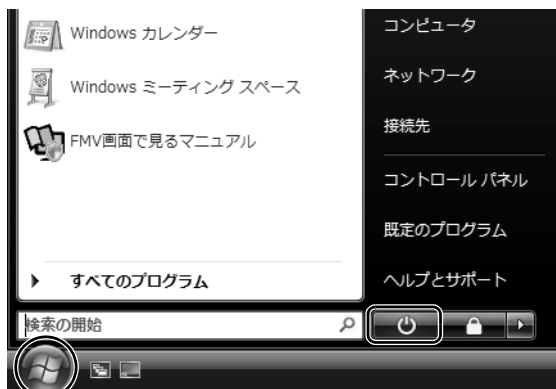 Windows カレンダー
Windows ミーティング スペース
FMV画面で見るマニュアル
すべてのプログラム
検索の開始
コンピュータ
ネットワーク
接続先
コントロール パネル
既定のプログラム
ヘルプとサポート